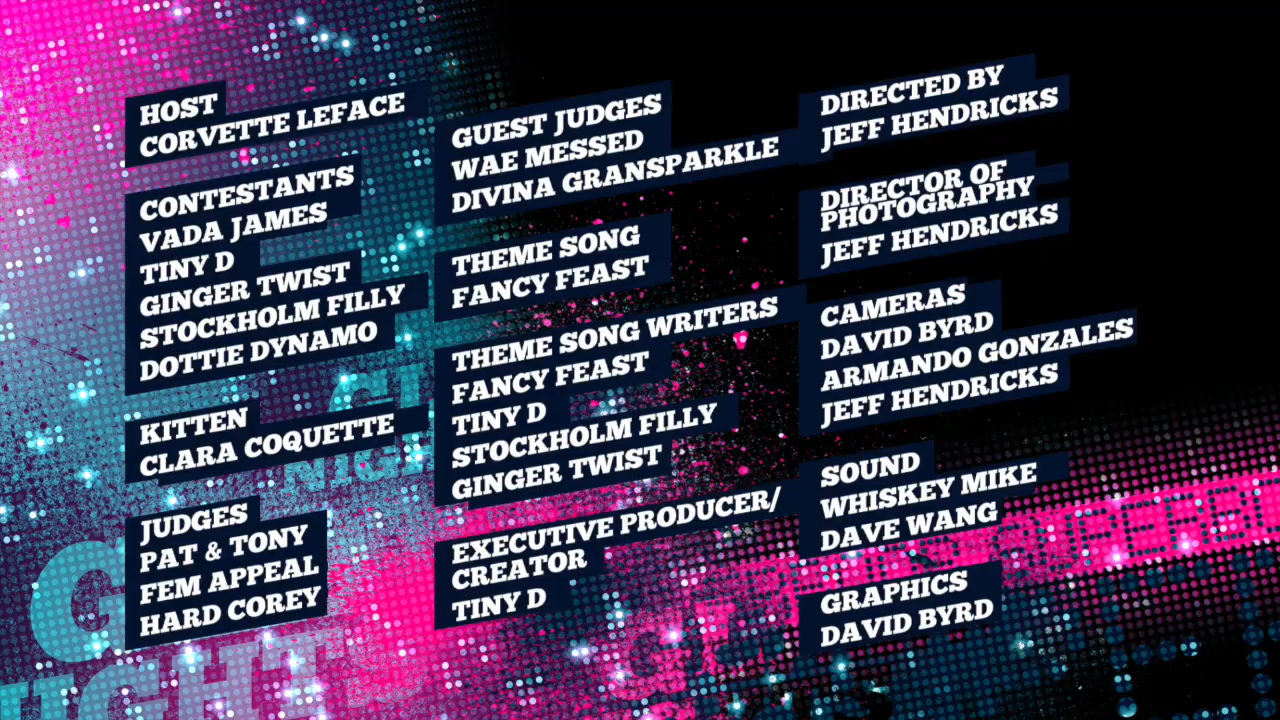 HOST
CORVETTE LEFACE
CONTESTANTS
VADA JAMES
TINY D
GINGER TWIST
STOCKHOLM FILLY
DOTTIE DYNAMO
KITTEN
CLARA COQUETTE
JUDGES
PAT & TONY
FEM APPEAL
HARD COREY
GUEST JUDGES
WAE MESSED
DIVINA GRANSPARKLE
THEME SONG
FANCY FEAST
THEME SONG WRITERS
FANCY FEAST
TINY D
STOCKHOLM FILLY
GINGER TWIST
EXECUTIVE PRODUCER/
CREATOR
TINY D
DIRECTED BY
JEFF HENDRICKS
DIRECTOR OF
PHOTOGRAPHY
JEFF HENDRICKS
CAMERAS
DAVID BYRD
ARMANDO GONZALES
JEFF HENDRICKS
SOUND
WHISKEY MIKE
DAVE WANG
GRAPHICS
DAVID BYRD